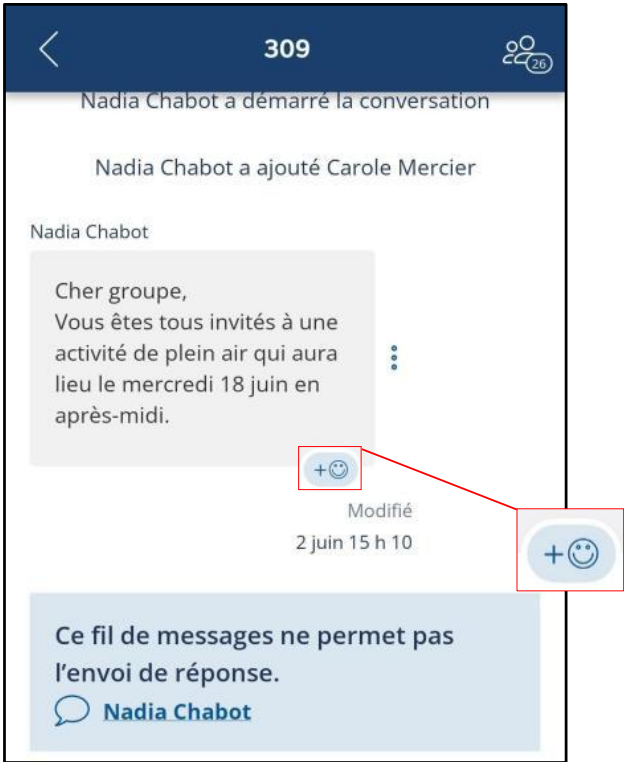 309
26
Nadia Chabot a démarré la conversation
Nadia Chabot a ajouté Carole Mercier
Nadia Chabot
Cher groupe,
Vous êtes tous invités à une
activité de plein air qui aura
lieu le mercredi 18 juin en
après-midi.
+
Modifié
2 juin 15 h 10
+
Ce fil de messages ne permet pas
l'envoi de réponse.
Nadia Chabot